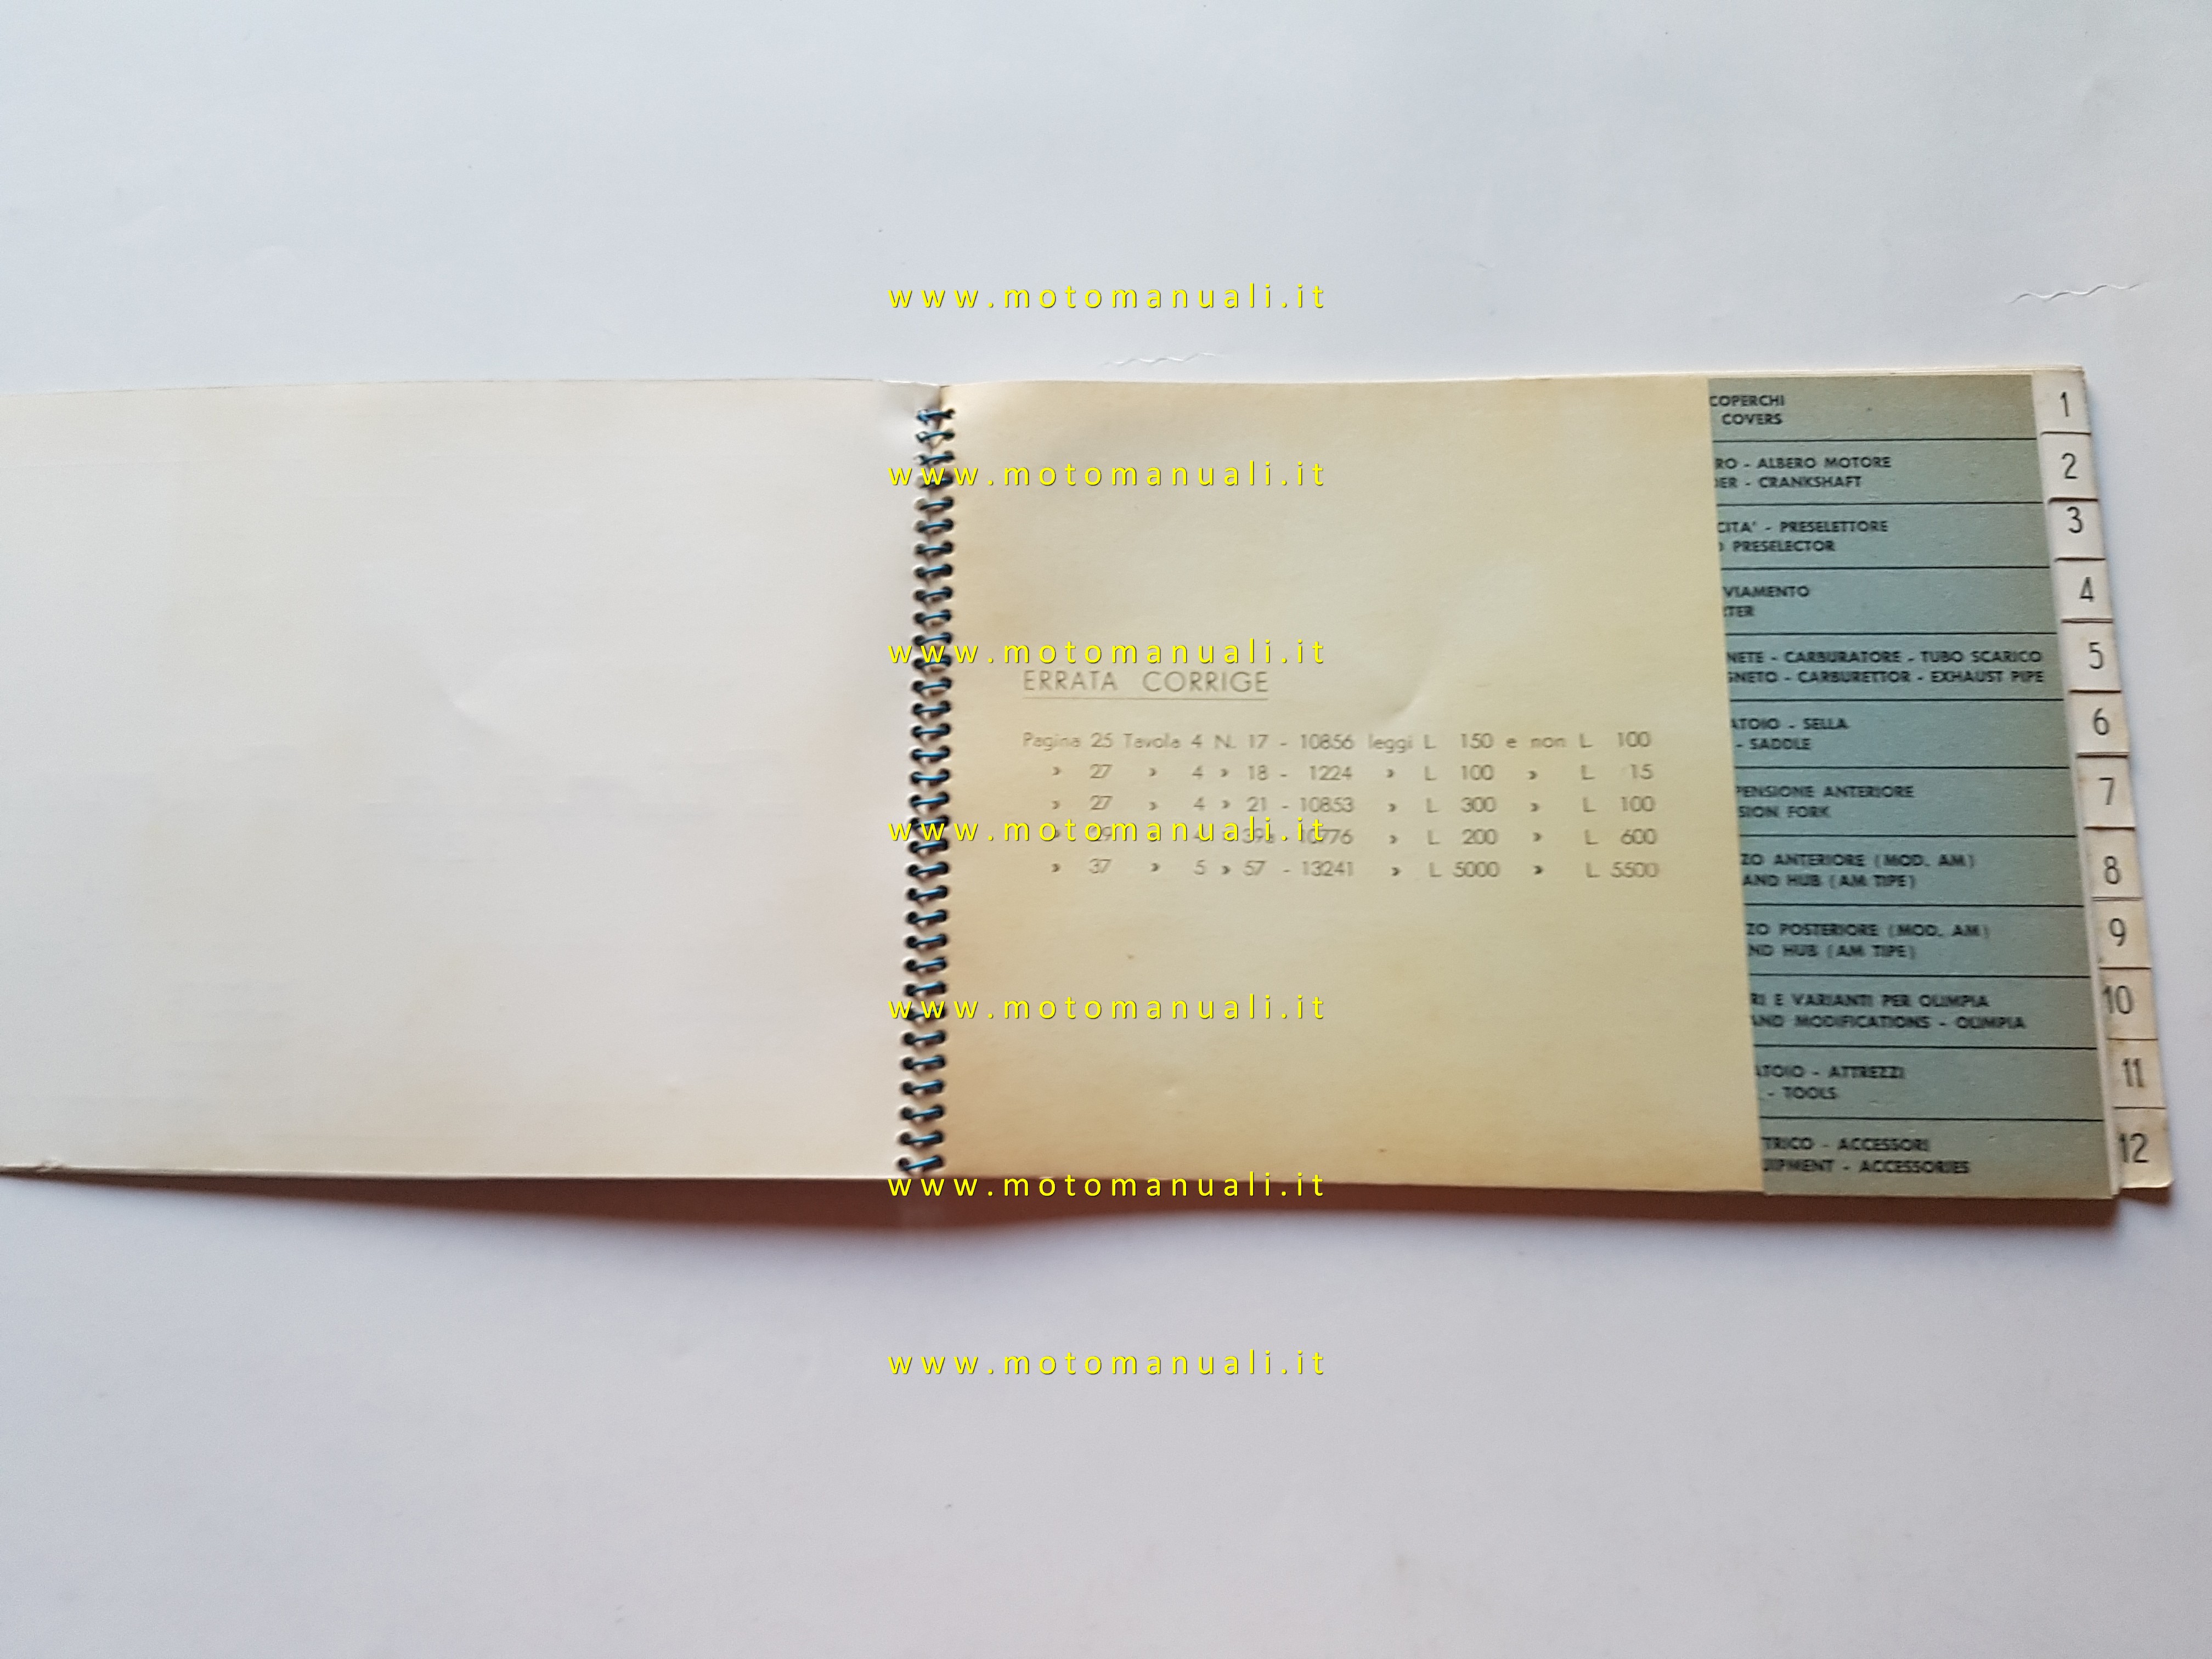 www.motomanuali.it
www.motomanuali.it
www.motomanuali.it
ERRATA CORRIGE
Pagina 25 Tavola 4 N. 17 - 10856 leggi L. 150 e non L. 100
» 27 » 4 » 18 - 1224 » L. 100 » L. 15
» 27 » 4 » 21 - 10853 » L. 300 » L. 100
» 29 » 4 » - 10776 » L. 200 » L. 600
www.motomanuali.it
» 37 » 5 » 57 - 13241 » L. 5000 » L. 5500
www.motomanuali.it
www.motomanuali.it
www.motomanuali.it
COPERCHI
COVERS
1
RO - ALBERO MOTORE
DER - CRANKSHAFT
2
CITA' - PRESELETTORE
PRESELECTOR
3
VIAMENTO
TER
4
NETE - CARBURATORE - TUBO SCARICO
GNETO - CARBURETTOR - EXHAUST PIPE
5
ATOIO - SELLA
- SADDLE
6
PENSIONE ANTERIORE
SION FORK
7
ZO ANTERIORE (MOD. AM)
AND HUB (AM TIPE)
8
ZO POSTERIORE (MOD. AM)
ND HUB (AM TIPE)
9
RI E VARIANTI PER OLIMPIA
AND MODIFICATIONS - OLIMPIA
10
ATOIO - ATTREZZI
- TOOLS
11
TRICO - ACCESSORI
UIPMENT - ACCESSORIES
12